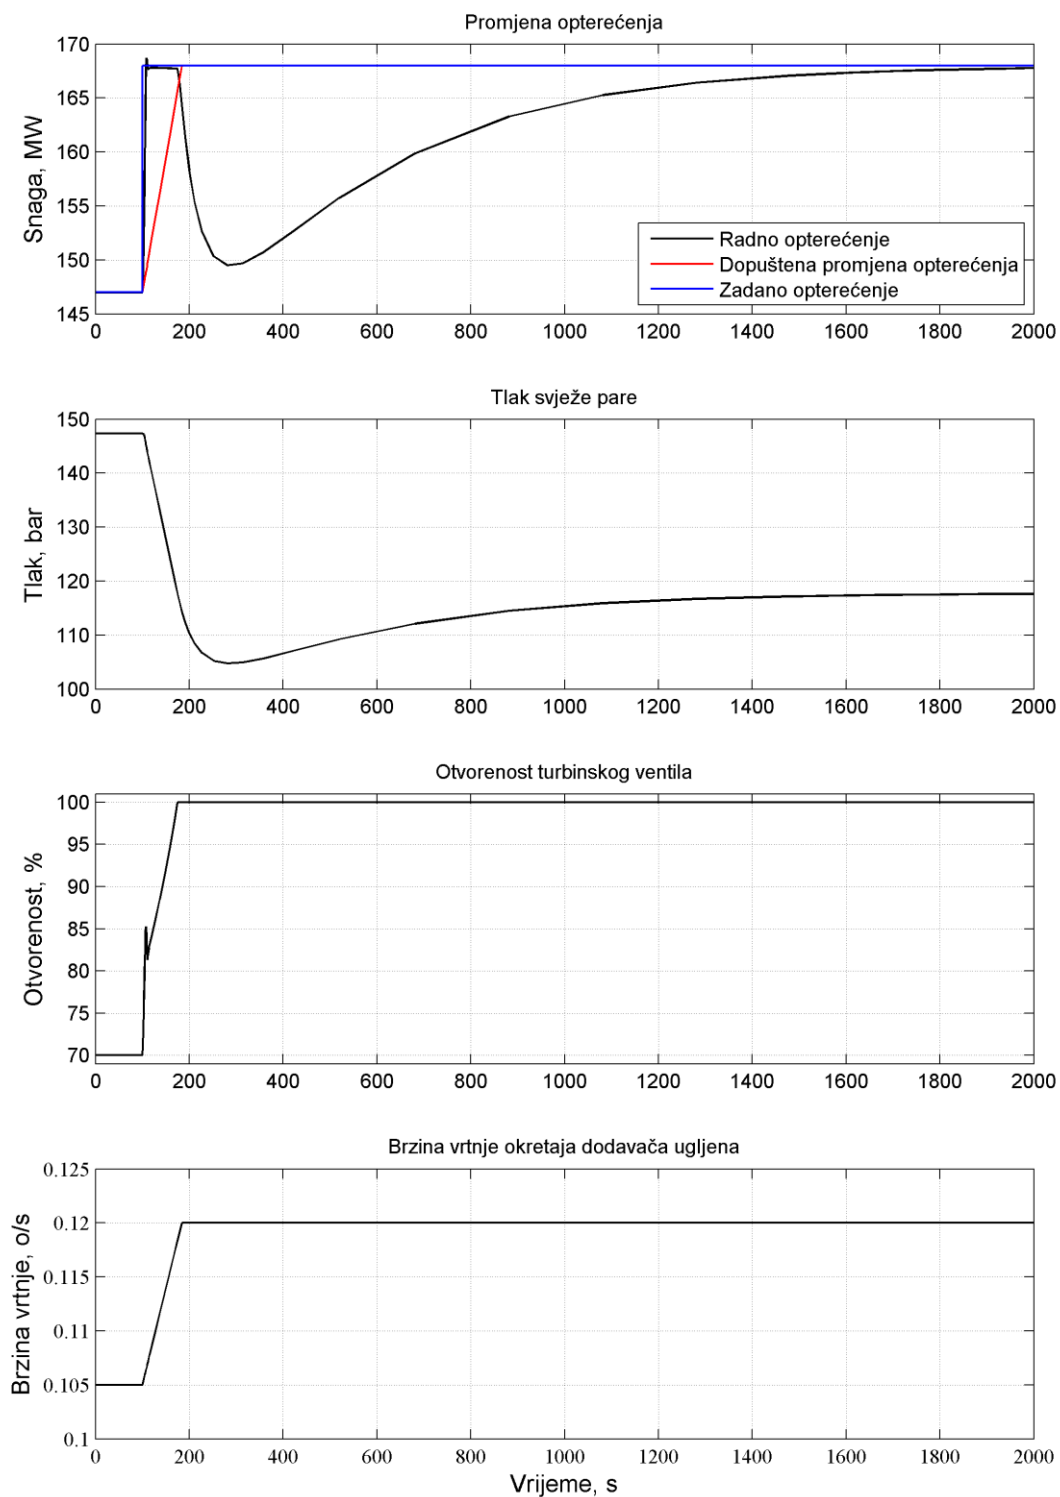 Promjena opterećenja
170
165
160
155
150
145
Snaga, MW
Radno opterećenje
Dopuštena promjena opterećenja
Zadano opterećenje
0 200 400 600 800 1000 1200 1400 1600 1800 2000
Tlak svježe pare
150
140
130
120
110
100
Tlak, bar
0 200 400 600 800 1000 1200 1400 1600 1800 2000
Otvorenost turbinskog ventila
100
95
90
85
80
75
70
Otvorenost, %
0 200 400 600 800 1000 1200 1400 1600 1800 2000
Brzina vrtnje okretaja dodavača ugljena
0.125
0.12
0.115
0.11
0.105
0.1
Brzina vrtnje, o/s
0 200 400 600 800 1000 1200 1400 1600 1800 2000
Vrijeme, s